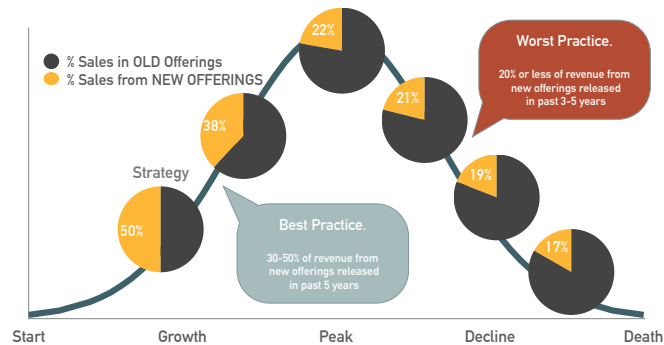 % Sales in OLD Offerings
% Sales from NEW OFFERINGS
22%
Worst Practice.
20% or less of revenue from
new offerings released
in past 3-5 years
21%
38%
Strategy
19%
50%
Best Practice.
30-50% of revenue from
new offerings released
in past 5 years
17%
Start
Growth
Peak
Decline
Death